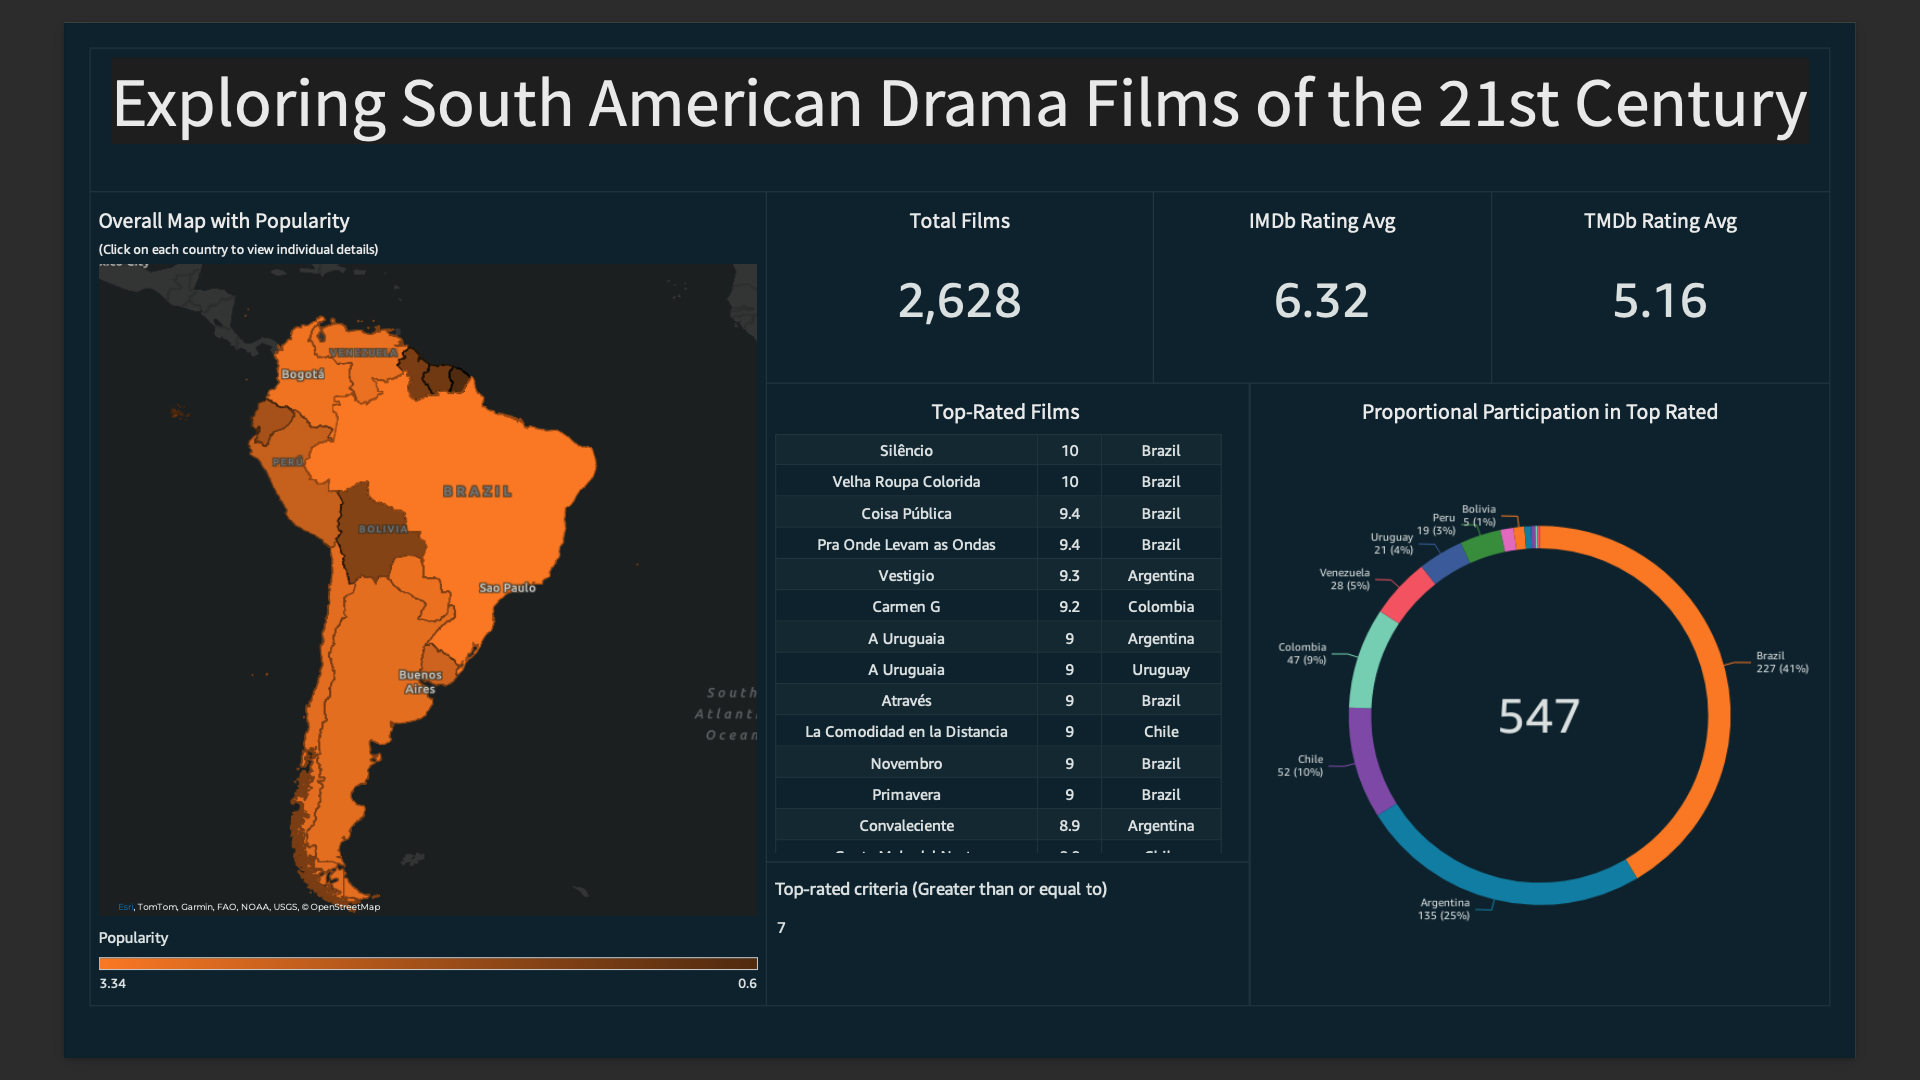 Exploring South American Drama Films of the 21st Century
Overall Map with Popularity
(Click on each country to view individual details)
VENEZUELA
Bogotá
PERÚ
BRAZIL
BOLIVIA
Sao Paulo
Buenos
Aires
South
Atlant
Ocean
Esri, TomTom, Garmin, FAO, NOAA, USGS, © OpenStreetMap
Popularity
3.34 0.6
Total Films
2,628
IMDb Rating Avg
6.32
TMDb Rating Avg
5.16
Top-Rated Films
Silêncio 10 Brazil
Velha Roupa Colorida 10 Brazil
Coisa Pública 9.4 Brazil
Pra Onde Levam as Ondas 9.4 Brazil
Vestigio 9.3 Argentina
Carmen G 9.2 Colombia
A Uruguaia 9 Argentina
A Uruguaia 9 Uruguay
Através 9 Brazil
La Comodidad en la Distancia 9 Chile
Novembro 9 Brazil
Primavera 9 Brazil
Convaleciente 8.9 Argentina
Top-rated criteria (Greater than or equal to)
7
Proportional Participation in Top Rated
Bolivia
5 (1%)
Peru
19 (3%)
Uruguay
21 (4%)
Venezuela
28 (5%)
Colombia
47 (9%)
Chile
52 (10%)
Argentina
135 (25%)
Brazil
227 (41%)
547